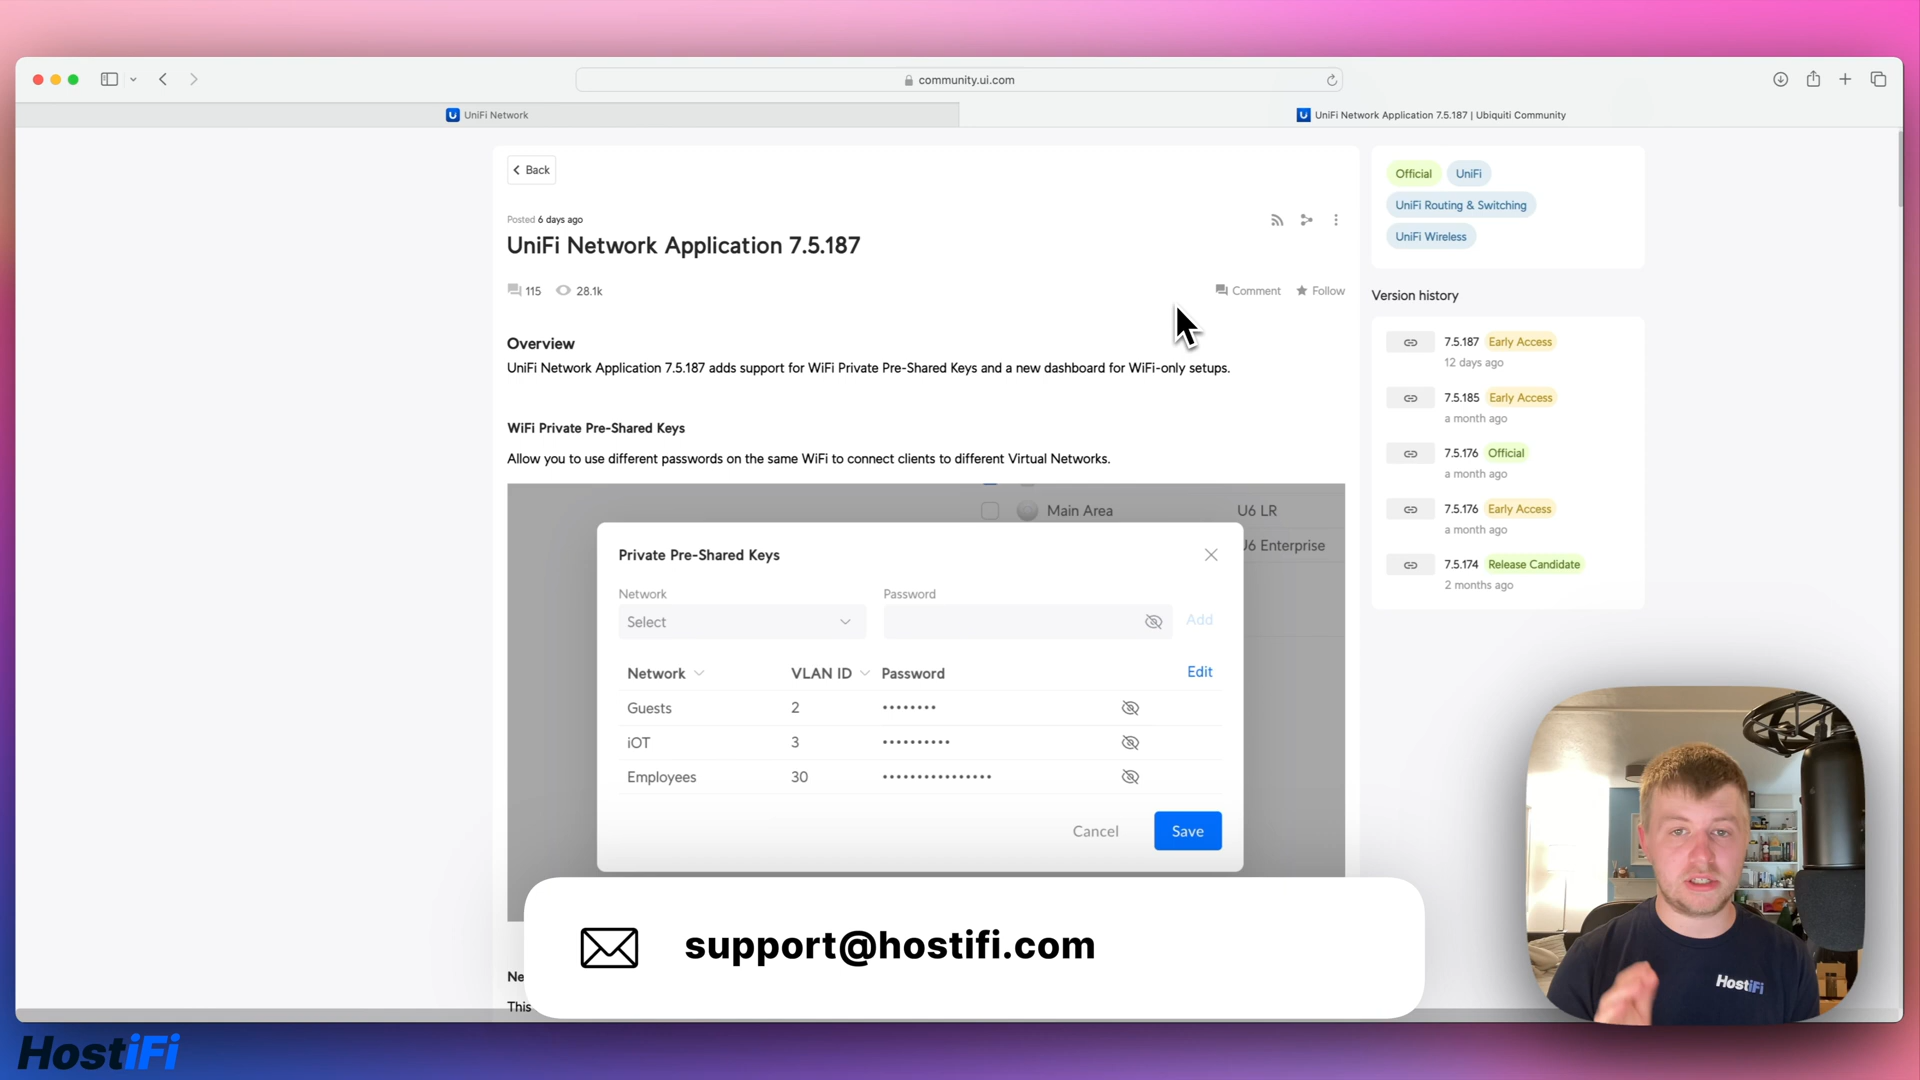 community.ui.com
UniFi Network
UniFi Network Application 7.5.187 | Ubiquiti Community
Back
Posted 6 days ago
UniFi Network Application 7.5.187
115 28.1k
Comment Follow
Overview
UniFi Network Application 7.5.187 adds support for WiFi Private Pre-Shared Keys and a new dashboard for WiFi-only setups.
WiFi Private Pre-Shared Keys
Allow you to use different passwords on the same WiFi to connect clients to different Virtual Networks.
Main Area U6 LR
U6 Enterprise
Private Pre-Shared Keys
Network Password
Select Add
Network VLAN ID Password Edit
Guests 2 ••••••••
iOT 3 ••••••••••
Employees 30 ••••••••••••••••
Cancel Save
Ne
This
Official UniFi
UniFi Routing & Switching
UniFi Wireless
Version history
7.5.187 Early Access
12 days ago
7.5.185 Early Access
a month ago
7.5.176 Official
a month ago
7.5.176 Early Access
a month ago
7.5.174 Release Candidate
2 months ago
support@hostifi.com
HostiFi
HostiFi